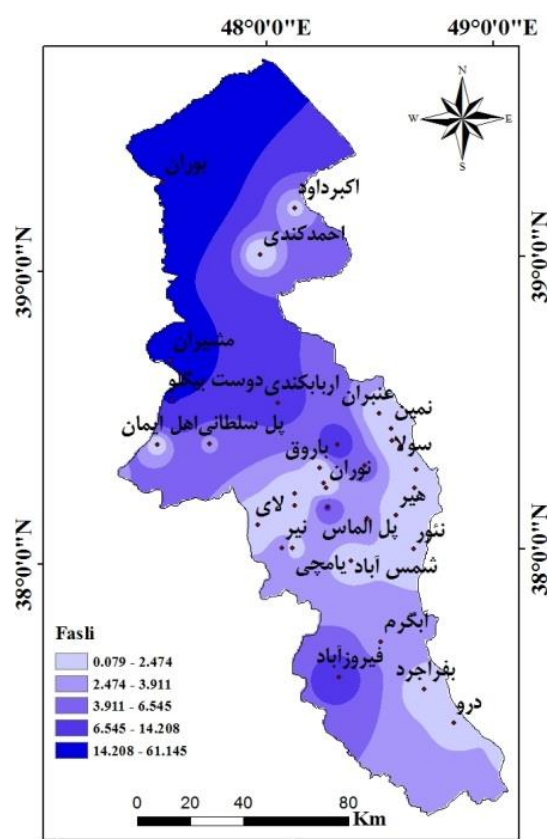 48°0'0"E
49°0'0"E
N
W
E
S
بوران
اکبرداود
احمدکندی
39°0'0"N
39°0'0"N
مشیران
اربابکندی
دوست بیگلو
عنبران
نمین
پل سلطانی
اهل ایمان
سولا
باروق
نوران
لای
هیر
پل الماس
نیر
نئور
38°0'0"N
38°0'0"N
یامچی
شمس آباد
آبگرم
فیروزآباد
بفراجرد
درو
Fasli
0.079 - 2.474
2.474 - 3.911
3.911 - 6.545
6.545 - 14.208
14.208 - 61.145
0 20 40 80
Km